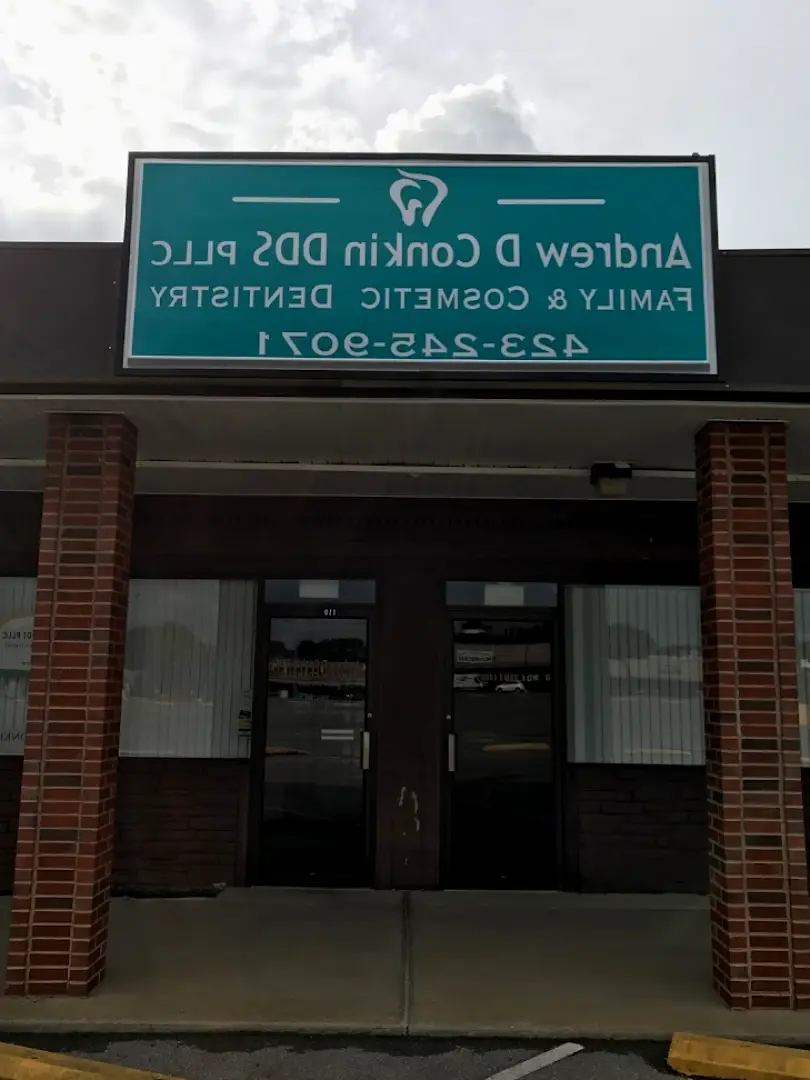 Andrew D Conkin DDS PLLC
FAMILY & COSMETIC DENTISTRY
423-245-9071